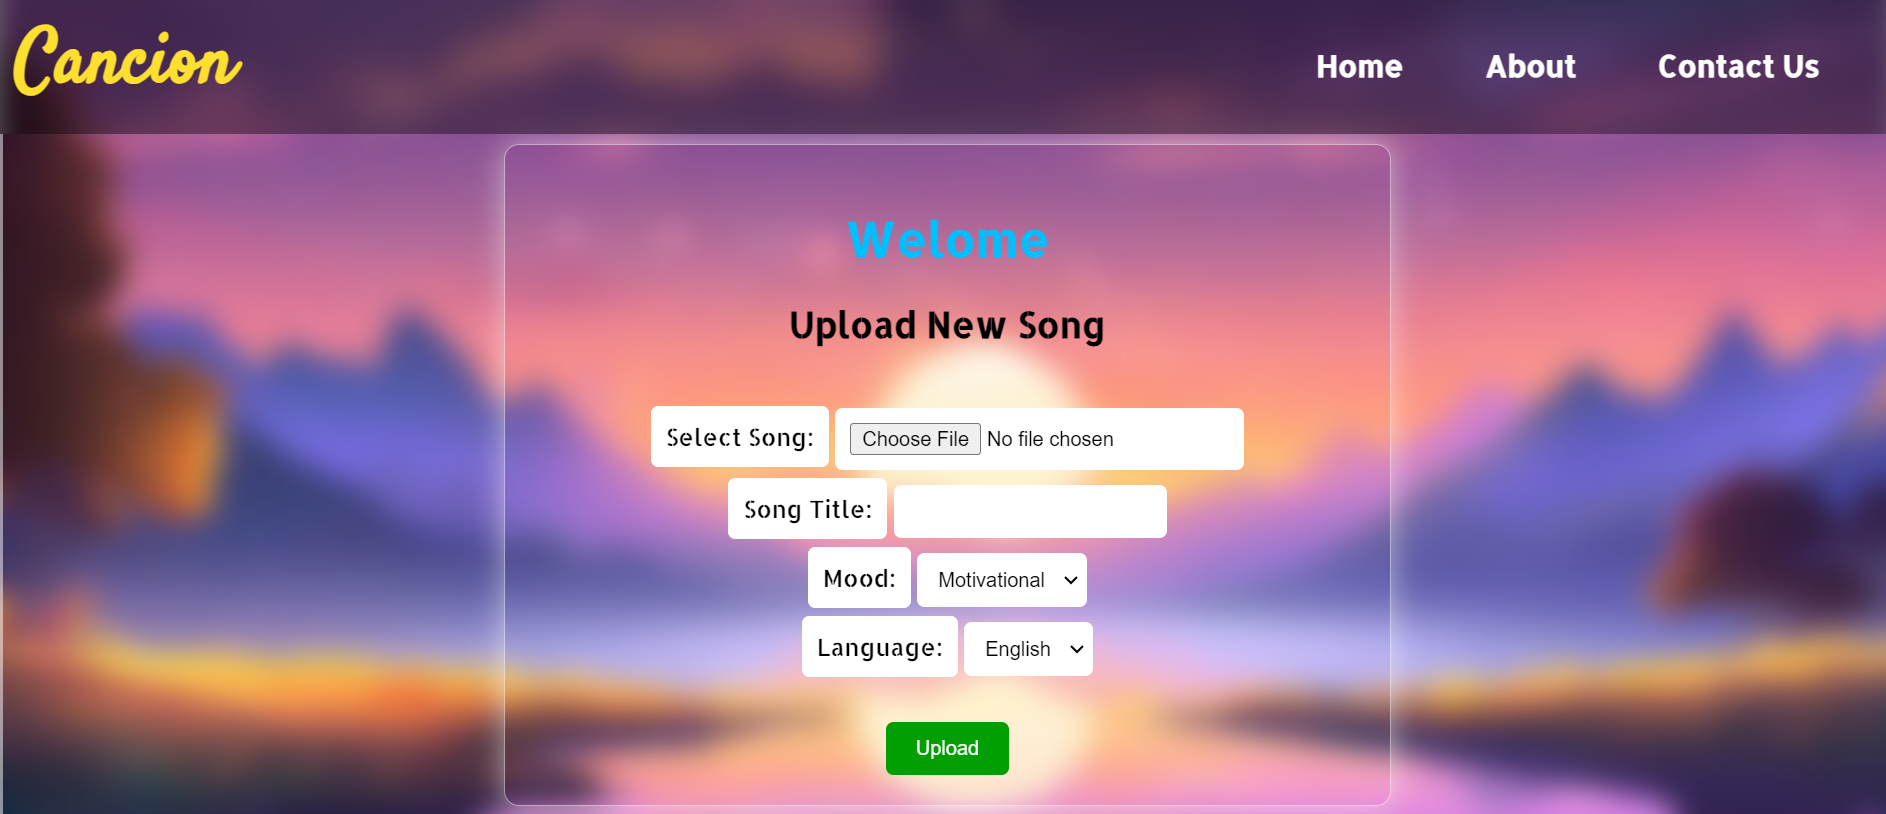 Cancion
Home About Contact Us
Welome
Upload New Song
Select Song: Choose File No file chosen
Song Title:
Mood: Motivational
Language: English
Upload